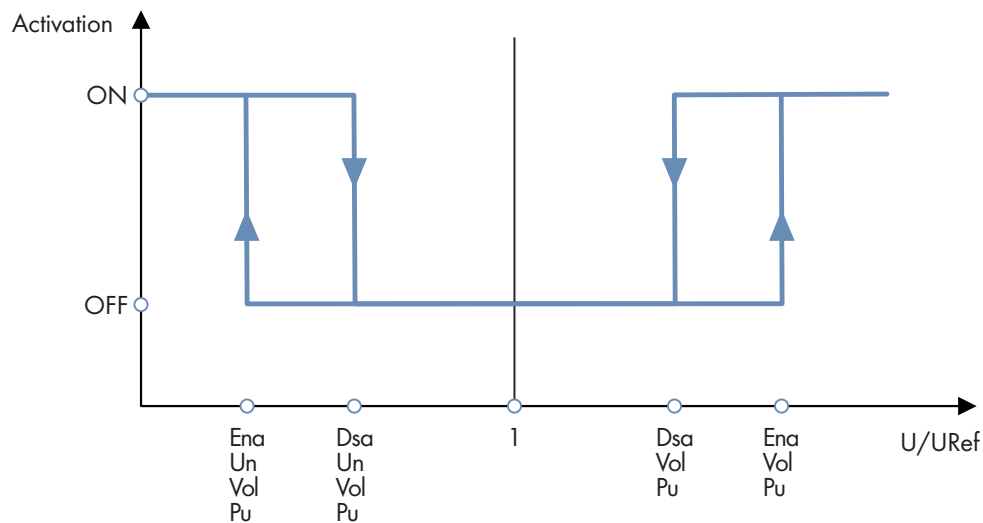 Activation
ON
OFF
Ena
Un
Vol
Pu
Dsa
Un
Vol
Pu
1
Dsa
Vol
Pu
Ena
Vol
Pu
U/URef